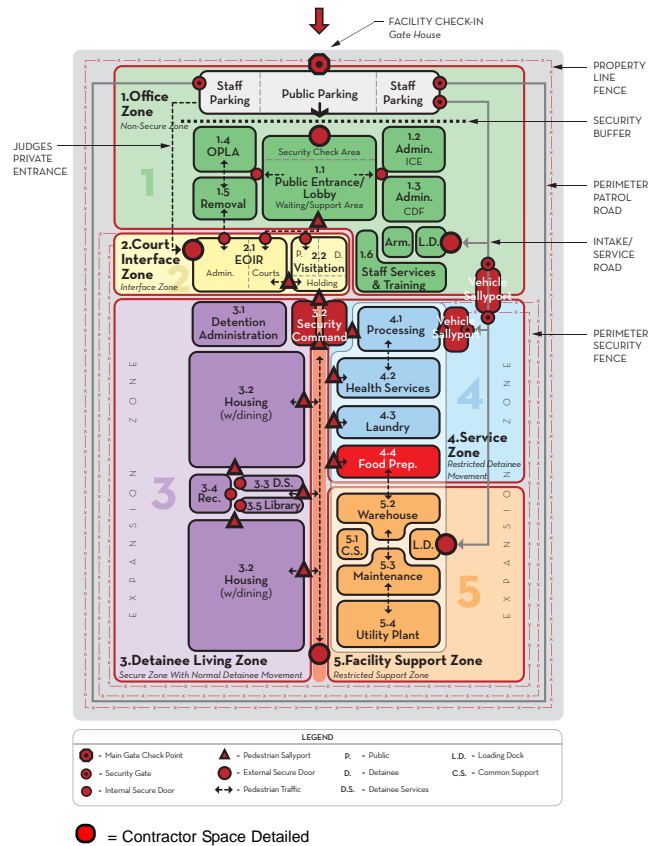 FACILITY CHECK-IN
Gate House
PROPERTY
LINE
FENCE
Staff
Parking
Public Parking
Staff
Parking
1.Office
Zone
Non-Secure Zone
SECURITY
BUFFER
JUDGES
PRIVATE
ENTRANCE
1
1.4
OPLA
Security Check Area
1.1
Public Entrance/
Lobby
Waiting/Support Area
1.2
Admin.
ICE
1.5
Removal
1.3
Admin.
CDF
PERIMETER
PATROL
ROAD
2.Court
Interface
Zone
Interface Zone
2
2.1
EOIR
Admin.
Courts
P.
D.
2.2
Visitation
Holding
1.6
Arm.
L.D.
Staff Services
& Training
INTAKE/
SERVICE
ROAD
Vehicle
Sallyport
3.1
Detention
Administration
3.2
Security
Command
4.1
Processing
Vehicle
Sallyport
PERIMETER
SECURITY
FENCE
EXPANSION ZONE
3.2
Housing
(w/dining)
4.2
Health Services
4
4.3
Laundry
4.Service
Zone
Restricted Detainee
Movement
4.4
Food Prep.
EXPANSION ZONE
3
3.4
Rec.
3.3 D.S.
3.5 Library
5.2
Warehouse
5.1
C.S.
L.D.
3.2
Housing
(w/dining)
5.3
Maintenance
5
5.4
Utility Plant
3.Detainee Living Zone
Secure Zone With Normal Detainee Movement
5.Facility Support Zone
Restricted Support Zone
LEGEND
- Main Gate Check Point
- Pedestrian Sallyport
P. - Public
L.D. - Loading Dock
- Security Gate
- External Secure Door
D. - Detainee
C.S. - Common Support
- Internal Secure Door
- Pedestrian Traffic
D.S. - Detainee Services
= Contractor Space Detailed